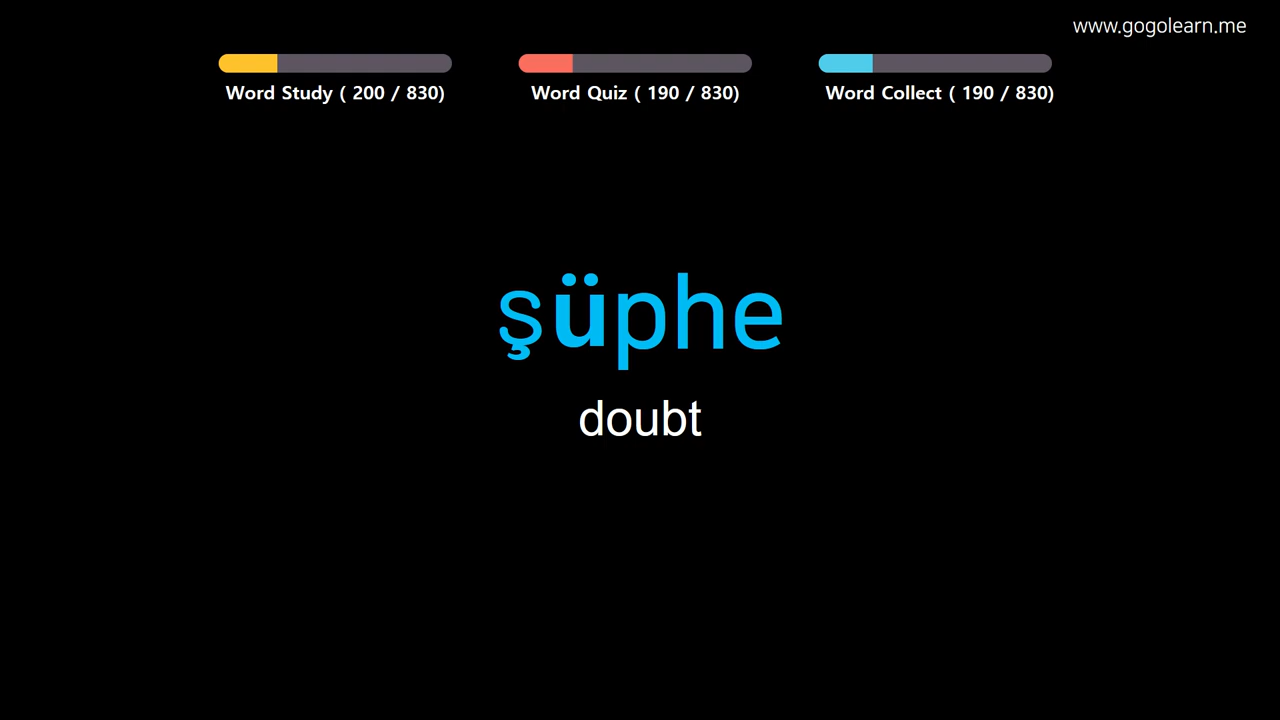 www.gogolearn.me
Word Study ( 200 / 830)
Word Quiz ( 190 / 830)
Word Collect ( 190 / 830)
şüphe
doubt